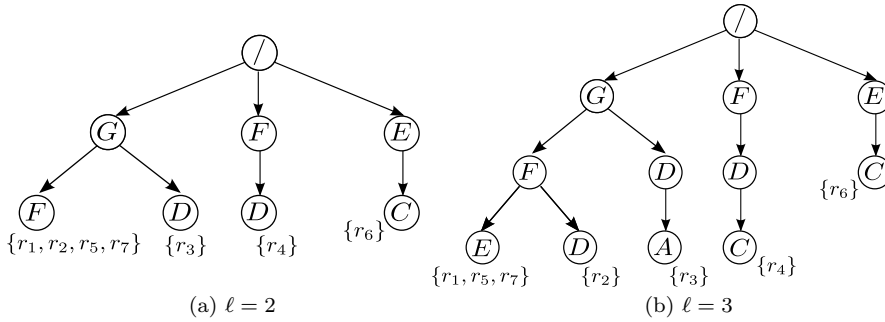 /
/
G
F
E
G
F
E
F
D
D
C
F
D
D
C
{r₁, r₂, r₅, r₇}
{r₃}
{r₄}
{r₆}
{r₆}
E
D
A
C
{r₁, r₅, r₇}
{r₂}
{r₃}
{r₄}
(a) ℓ = 2
(b) ℓ = 3